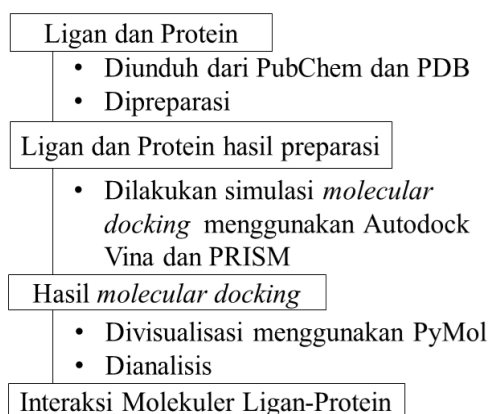 Ligan dan Protein
• Diunduh dari PubChem dan PDB
• Dipreparasi
Ligan dan Protein hasil preparasi
• Dilakukan simulasi molecular
docking menggunakan Autodock
Vina dan PRISM
Hasil molecular docking
• Divisualisasi menggunakan PyMol
• Dianalisis
Interaksi Molekuler Ligan-Protein